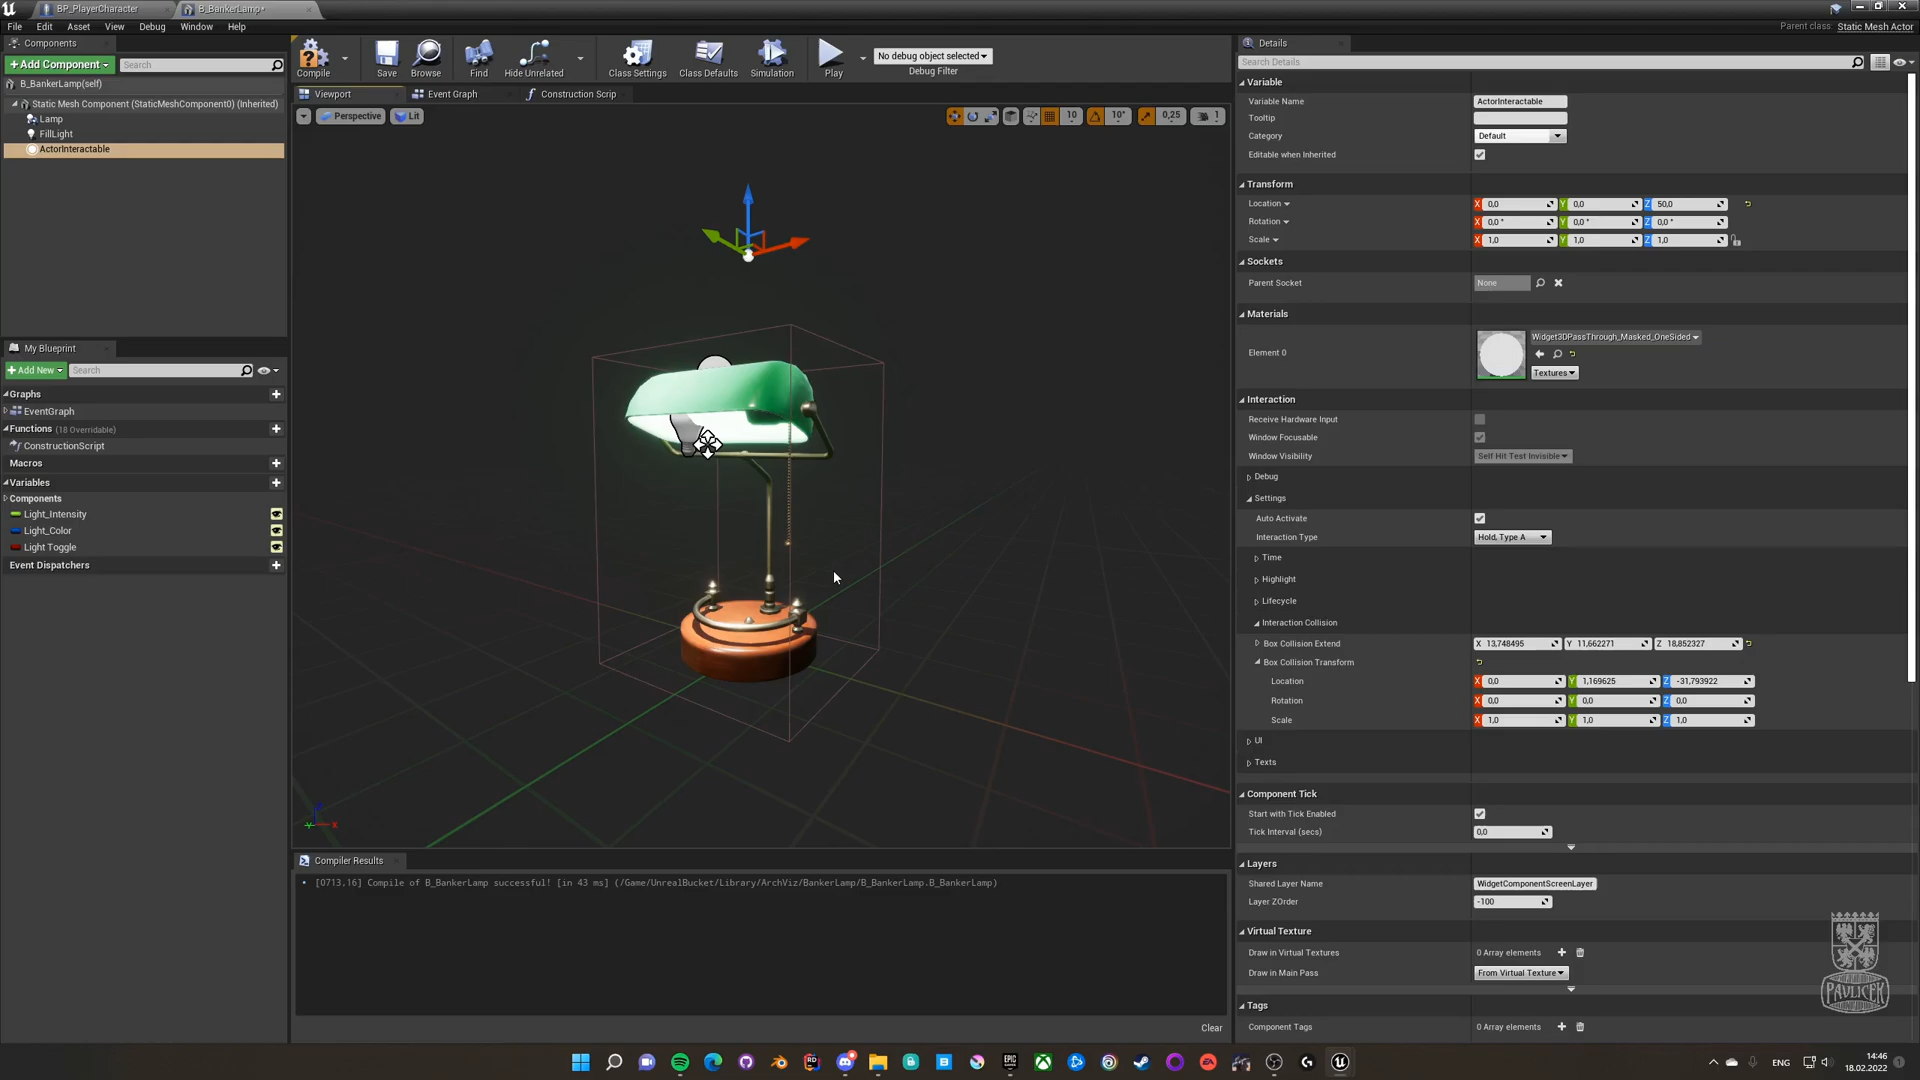 BP_PlayerCharacter
B_BankerLamp*
File Edit Asset View Debug Window Help
Parent class: Static Mesh Actor
Components
+Add Component
Search
B_BankerLamp(self)
Static Mesh Component (StaticMeshComponent0) (Inherited)
Lamp
FillLight
ActorInteractable
My Blueprint
+Add New
Search
Graphs
EventGraph
Functions (18 Overridable)
ConstructionScript
Macros
Variables
Components
Light_Intensity
Light_Color
Light Toggle
Event Dispatchers
Compile
Save
Browse
Find
Hide Unrelated
Class Settings
Class Defaults
Simulation
Play
No debug object selected
Debug Filter
Viewport
Event Graph
Construction Scrip
Perspective
Lit
10
10°
0,25
1
Compiler Results
[0713,16] Compile of B_BankerLamp successful! [in 43 ms] (/Game/UnrealBucket/Library/ArchViz/BankerLamp/B_BankerLamp.B_BankerLamp)
Clear
Details
Search Details
Variable
Variable Name ActorInteractable
Tooltip
Category Default
Editable when Inherited
Transform
Location X 0,0 Y 0,0 Z 50,0
Rotation X 0,0 ° Y 0,0 ° Z 0,0 °
Scale X 1,0 Y 1,0 Z 1,0
Sockets
Parent Socket None
Materials
Element 0 Widget3DPassThrough_Masked_OneSided
Textures
Interaction
Receive Hardware Input
Window Focusable
Window Visibility Self Hit Test Invisible
Debug
Settings
Auto Activate
Interaction Type Hold, Type A
Time
Highlight
Lifecycle
Interaction Collision
Box Collision Extend X 13,748495 Y 11,662271 Z 18,852327
Box Collision Transform
Location X 0,0 Y 1,169625 Z -31,793922
Rotation X 0,0 Y 0,0 Z 0,0
Scale X 1,0 Y 1,0 Z 1,0
UI
Texts
Component Tick
Start with Tick Enabled
Tick Interval (secs) 0,0
Layers
Shared Layer Name WidgetComponentScreenLayer
Layer ZOrder -100
Virtual Texture
Draw in Virtual Textures 0 Array elements
Draw in Main Pass From Virtual Texture
Tags
Component Tags 0 Array elements
PAVLICEK
ENG
14:46
18.02.2022